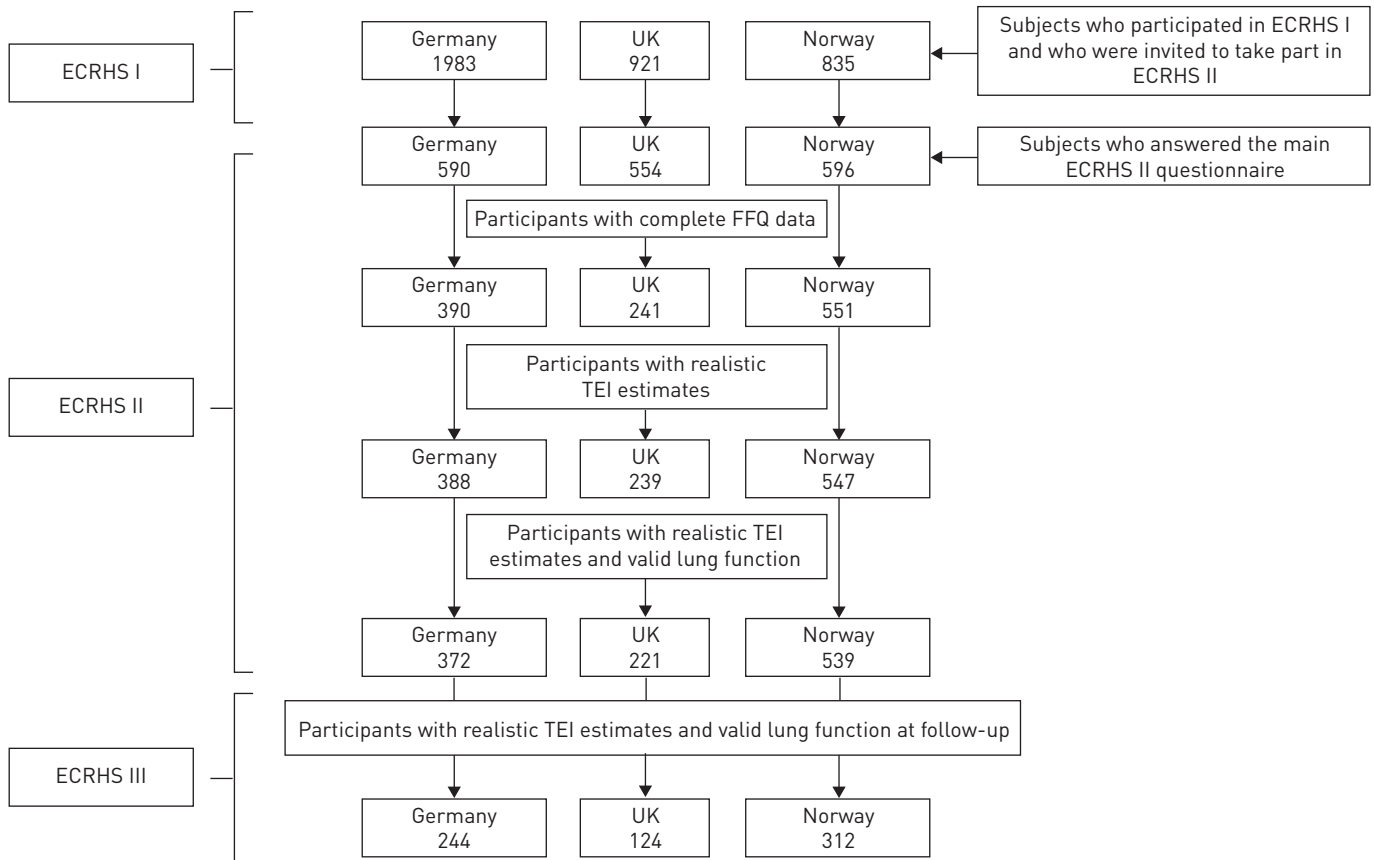 ECRHS I
Germany
1983
UK
921
Norway
835
Subjects who participated in ECRHS I
and who were invited to take part in
ECRHS II
ECRHS II
Germany
590
UK
554
Norway
596
Subjects who answered the main
ECRHS II questionnaire
Participants with complete FFQ data
Germany
390
UK
241
Norway
551
Participants with realistic
TEI estimates
Germany
388
UK
239
Norway
547
Participants with realistic TEI
estimates and valid lung function
Germany
372
UK
221
Norway
539
ECRHS III
Participants with realistic TEI estimates and valid lung function at follow-up
Germany
244
UK
124
Norway
312